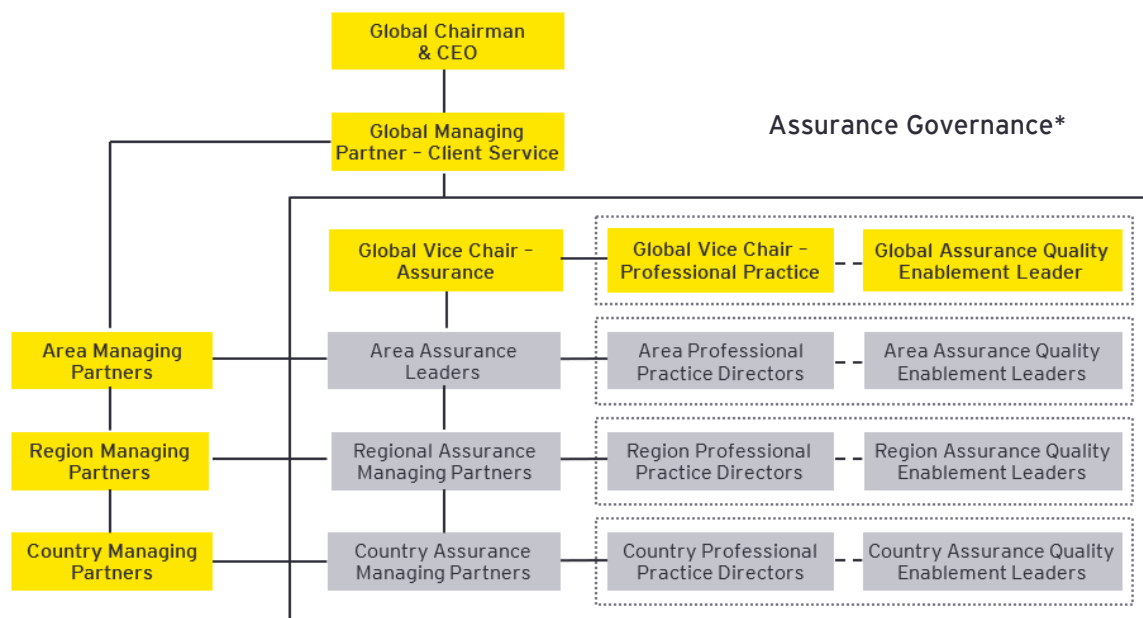 Global Chairman
& CEO
Global Managing
Partner – Client Service
Assurance Governance*
Global Vice Chair –
Assurance
Global Vice Chair –
Professional Practice
Global Assurance Quality
Enablement Leader
Area Managing
Partners
Area Assurance
Leaders
Area Professional
Practice Directors
Area Assurance Quality
Enablement Leaders
Region Managing
Partners
Regional Assurance
Managing Partners
Region Professional
Practice Directors
Region Assurance Quality
Enablement Leaders
Country Managing
Partners
Country Assurance
Managing Partners
Country Professional
Practice Directors
Country Assurance Quality
Enablement Leaders